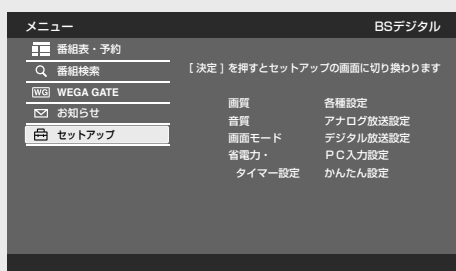 メニュー BSデジタル
番組表・予約
番組検索
WG WEGA GATE
お知らせ
セットアップ
[ 決定 ] を押すとセットアップの画面に切り換わります
画質 各種設定
音質 アナログ放送設定
画面モード デジタル放送設定
省電力・ PC入力設定
タイマー設定 かんたん設定